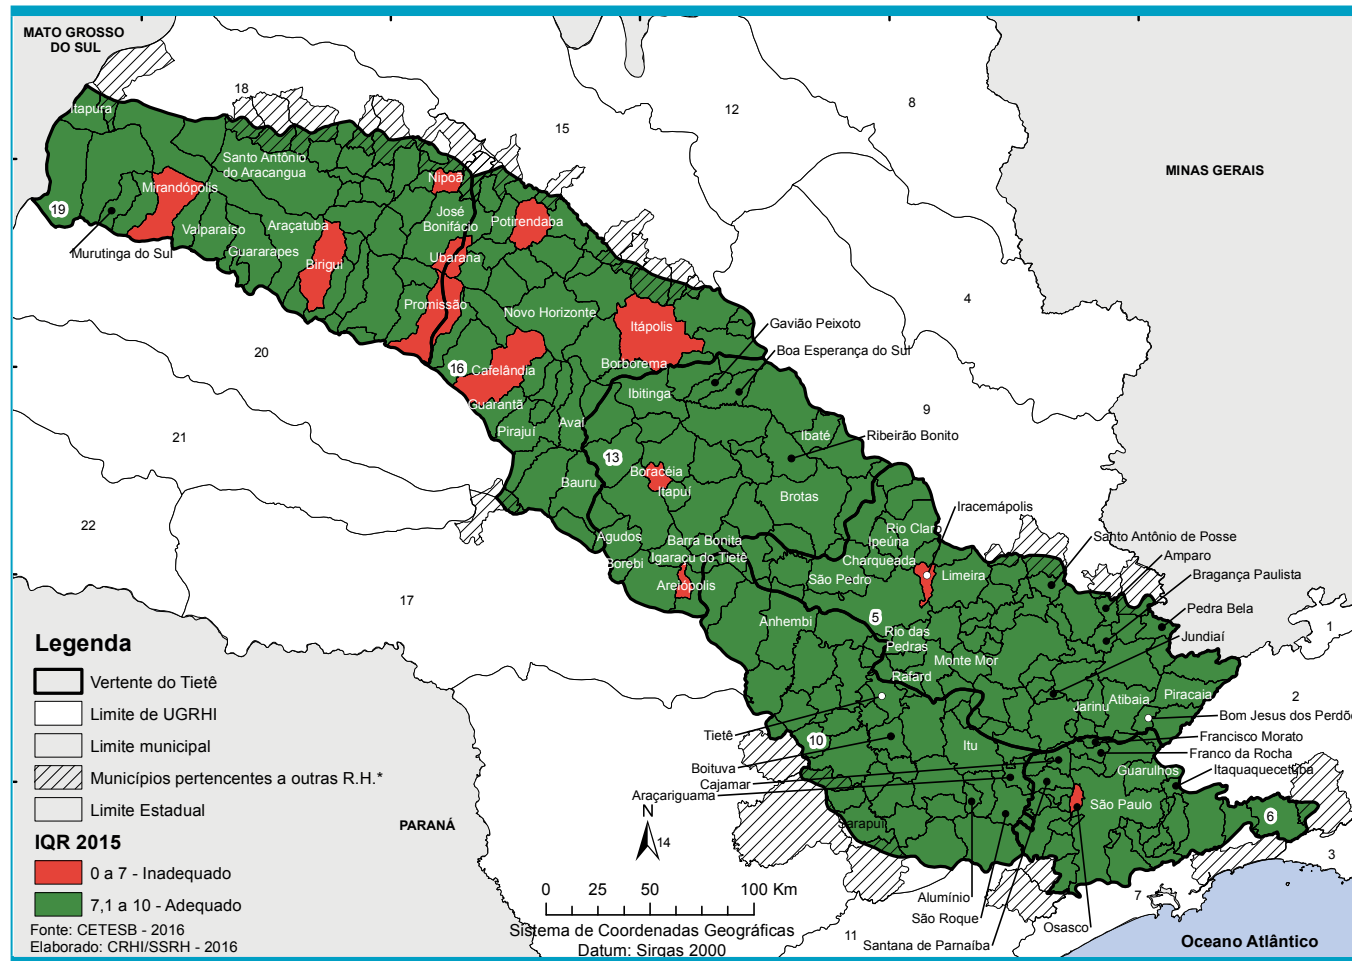 MATO GROSSO
DO SUL
18
12
8
15
Itapura
MINAS GERAIS
Santo Antônio
do Aracangua
Nipoã
Mirandópolis
19
José
Bonifácio
Potirendaba
Valparaíso
Araçatuba
Murutinga do Sul
Guararapes
Birigui
Ubarana
4
Promissão
Novo Horizonte
Itápolis
Gavião Peixoto
20
Boa Esperança do Sul
16
Cafelândia
Borborema
Ibitinga
9
Guarantã
Avaí
Pirajuí
21
Ibaté
Ribeirão Bonito
13
Boracéia
Itapuí
Bauru
Brotas
22
Iracemápolis
Rio Claro
Ipeúna
Santo Antônio de Posse
Agudos
Barra Bonita
Igaraçu do Tietê
Charqueada
Amparo
Borebi
São Pedro
Limeira
Bragança Paulista
Areiópolis
17
Pedra Bela
Anhembi
5
1
Rio das
Pedras
Jundiaí
Monte Mor
Rafard
Atibaia
Piracaia
2
Jarinu
Bom Jesus dos Perdõe
Tietê
10
Itu
Francisco Morato
Franco da Rocha
Boituva
Guarulhos
Itaquaquecetuba
Cajamar
Araçariguama
São Paulo
6
Sarapuí
PARANÁ
N
14
3
7
Alumínio
São Roque
Osasco
Santana de Parnaíba
11
Oceano Atlântico
0 25 50 100 Km
Sistema de Coordenadas Geográficas
Datum: Sirgas 2000
Legenda
Vertente do Tietê
Limite de UGRHI
Limite municipal
Municípios pertencentes a outras R.H.*
Limite Estadual
IQR 2015
0 a 7 - Inadequado
7,1 a 10 - Adequado
Fonte: CETESB - 2016
Elaborado: CRHI/SSRH - 2016